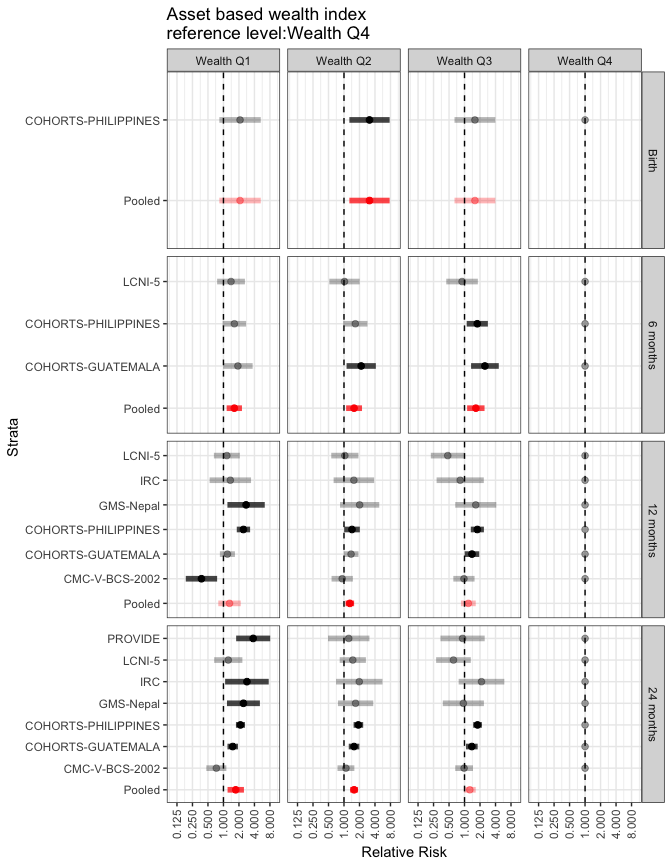 Asset based wealth index
reference level:Wealth Q4
Wealth Q1 Wealth Q2 Wealth Q3 Wealth Q4
COHORTS-PHILIPPINES
Pooled
Birth
LCNI-5
COHORTS-PHILIPPINES
COHORTS-GUATEMALA
Pooled
6 months
Strata
LCNI-5
IRC
GMS-Nepal
COHORTS-PHILIPPINES
COHORTS-GUATEMALA
CMC-V-BCS-2002
Pooled
12 months
PROVIDE
LCNI-5
IRC
GMS-Nepal
COHORTS-PHILIPPINES
COHORTS-GUATEMALA
CMC-V-BCS-2002
Pooled
24 months
0.125 0.250 0.500 1.000 2.000 4.000 8.000 0.125 0.250 0.500 1.000 2.000 4.000 8.000 0.125 0.250 0.500 1.000 2.000 4.000 8.000 0.125 0.250 0.500 1.000 2.000 4.000 8.000
Relative Risk